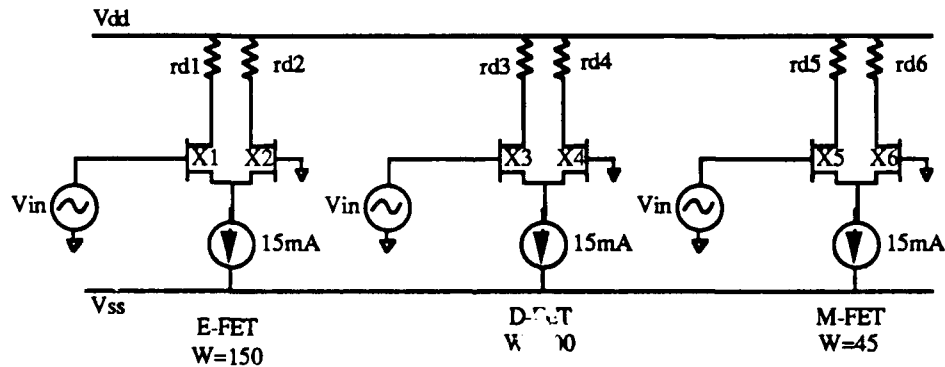 Vdd
rd1 rd2 rd3 rd4 rd5 rd6
X1 X2 X3 X4 X5 X6
Vin Vin Vin
15mA 15mA 15mA
Vss
E-FET M-FET
W=150 W=45